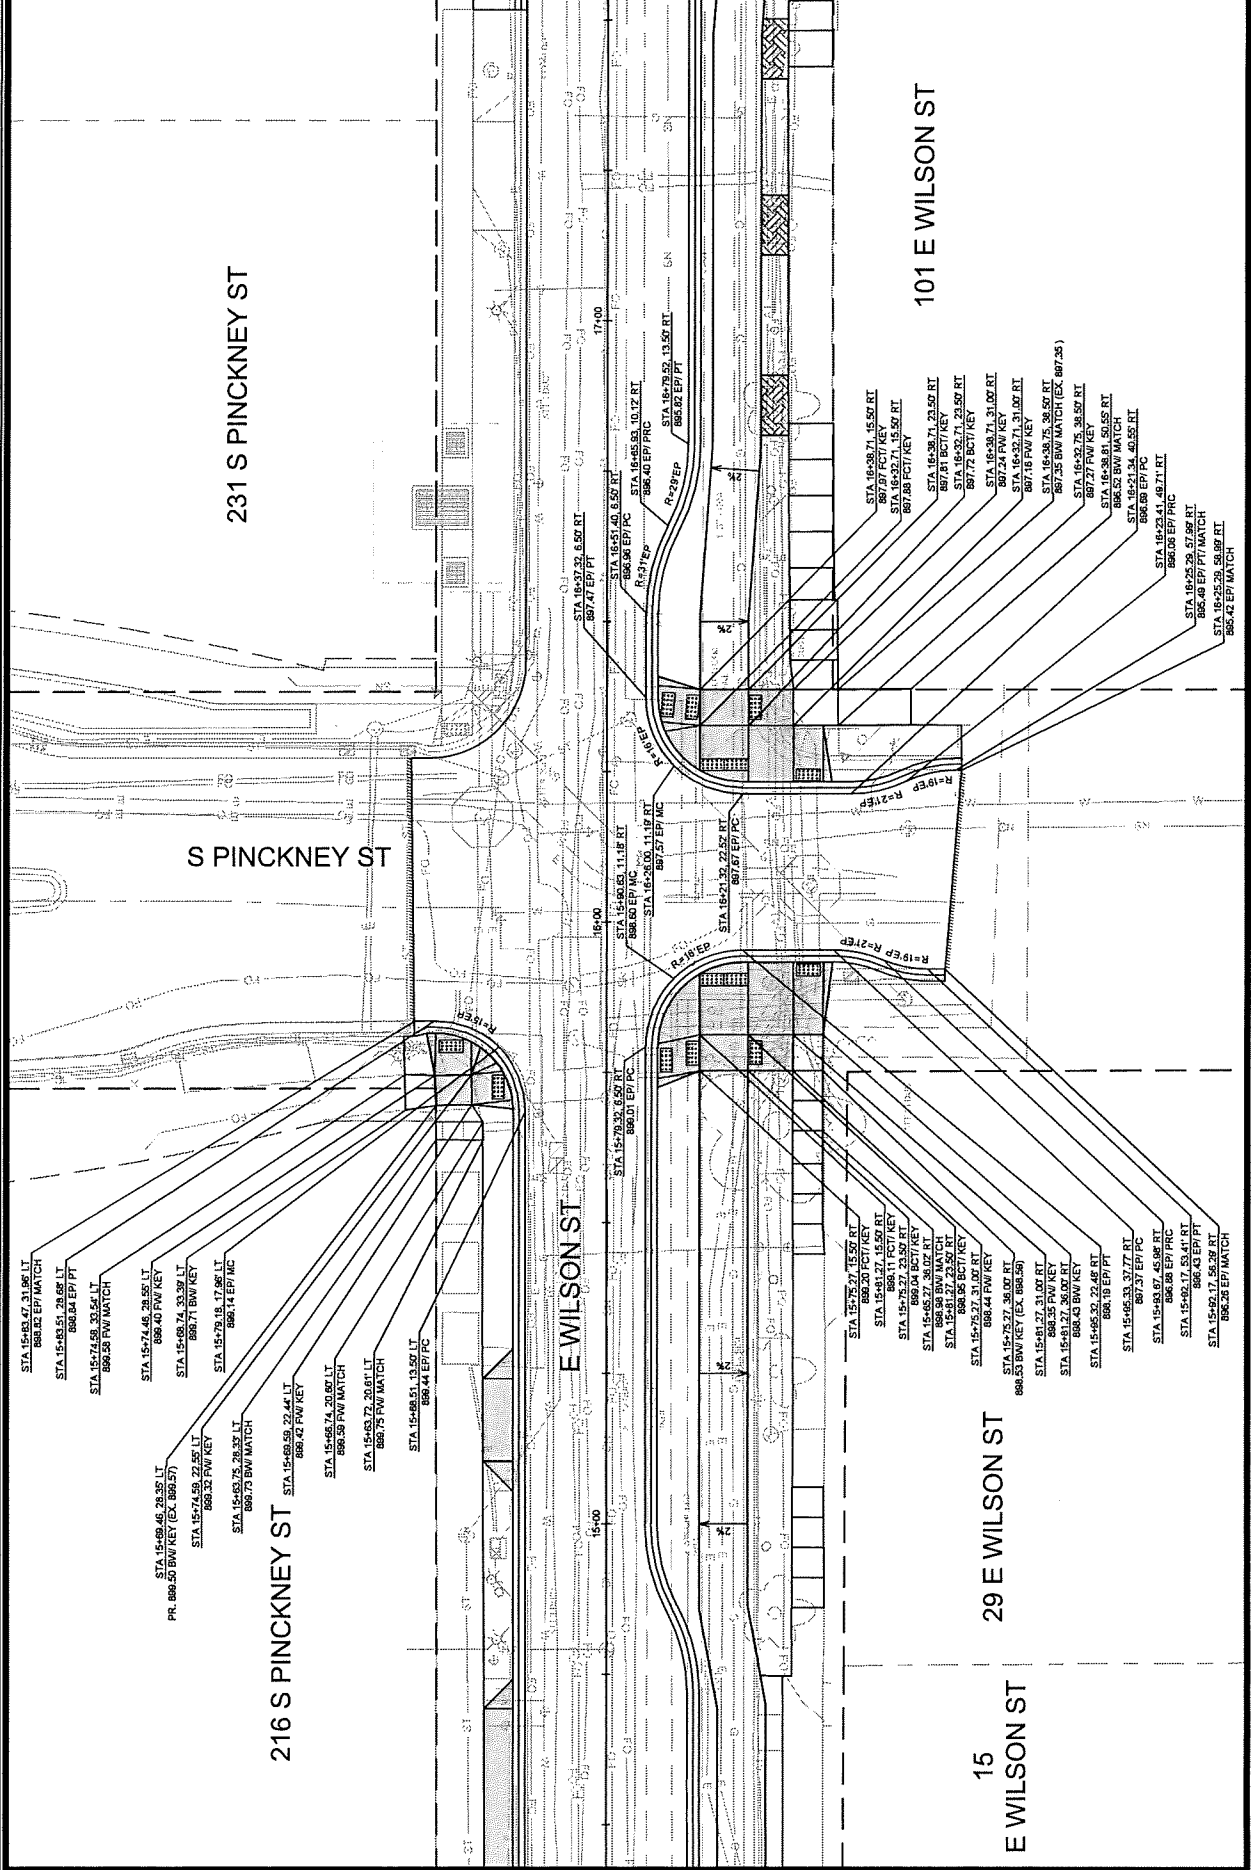 231 S PINCKNEY ST
101 E WILSON ST
S PINCKNEY ST
E WILSON ST
216 S PINCKNEY ST
29 E WILSON ST
15
E WILSON ST
17+00
16+00
15+00
STA 15+83.47, 31.96' LT
898.82 EP/ MATCH
STA 15+83.51, 28.68' LT
898.84 EP/ PT
STA 15+74.58, 33.54' LT
899.58 FW/ MATCH
STA 15+74.46, 28.55' LT
899.40 FW/ KEY
STA 15+68.74, 33.39' LT
899.71 BW/ KEY
STA 15+79.18, 17.96' LT
899.14 EP/ MC
STA 15+69.46, 28.35' LT
PR. 899.50 BW/ KEY (EX. 899.57)
STA 15+74.59, 22.55' LT
899.32 FW/ KEY
STA 15+63.75, 28.33' LT
899.73 BW/ MATCH
STA 15+69.59, 22.44' LT
899.42 FW/ KEY
STA 15+66.74, 20.60' LT
899.59 FW/ MATCH
STA 15+63.72, 20.61' LT
899.75 FW/ MATCH
STA 15+68.51, 13.50' LT
899.44 EP/ PC
STA 15+79.32, 6.50' RT
899.01 EP/ PC
STA 15+90.63, 11.18' RT
898.60 EP/ MC
STA 16+26.00, 11.19' RT
897.57 EP/ MC
STA 16+21.32, 22.52' RT
897.67 EP/ PC
STA 16+37.32, 6.50' RT
897.47 EP/ PT
STA 16+51.40, 6.50' RT
896.96 EP/ PC
STA 16+65.93, 10.12' RT
896.40 EP/ PRC
STA 16+79.52, 13.50' RT
895.82 EP/ PT
R=31'EP
R=29'EP
R=16'EP
R=16'EP
R=15'EP
R=21'EP
R=19'EP
R=21'EP
R=19'EP
2%
2%
2%
2%
STA 16+38.71, 15.50' RT
897.97 FCT/ KEY
STA 16+32.71, 15.50' RT
897.88 FCT/ KEY
STA 16+38.71, 23.50' RT
897.81 BCT/ KEY
STA 16+32.71, 23.50' RT
897.72 BCT/ KEY
STA 16+38.71, 31.00' RT
897.24 FW/ KEY
STA 16+32.71, 31.00' RT
897.16 FW/ KEY
STA 16+38.75, 38.50' RT
897.35 BW/ MATCH (EX. 897.35)
STA 16+32.75, 38.50' RT
897.27 FW/ KEY
STA 16+38.81, 50.55' RT
896.52 BW/ MATCH
STA 16+21.34, 40.55' RT
896.69 EP/ PC
STA 16+23.41, 49.71' RT
896.06 EP/ PRC
STA 16+25.29, 57.99' RT
895.49 EP/ PT/ MATCH
STA 16+25.29, 58.99' RT
895.42 EP/ MATCH
STA 15+75.27, 15.50' RT
899.20 FCT/ KEY
STA 15+81.27, 15.50' RT
899.11 FCT/ KEY
STA 15+75.27, 23.50' RT
899.04 BCT/ KEY
STA 15+65.27, 36.02' RT
898.98 BW/ MATCH
STA 15+81.27, 23.50' RT
898.95 BCT/ KEY
STA 15+75.27, 31.00' RT
898.44 FW/ KEY
STA 15+75.27, 36.00' RT
898.53 BW/ KEY (EX. 898.58)
STA 15+81.27, 31.00' RT
898.35 FW/ KEY
STA 15+81.27, 36.00' RT
898.43 BW/ KEY
STA 15+95.32, 22.48' RT
898.19 EP/ PT
STA 15+95.33, 37.77' RT
897.37 EP/ PC
STA 15+93.67, 45.98' RT
896.88 EP/ PRC
STA 15+92.17, 53.41' RT
896.43 EP/ PT
STA 15+92.17, 56.29' RT
896.26 EP/ MATCH